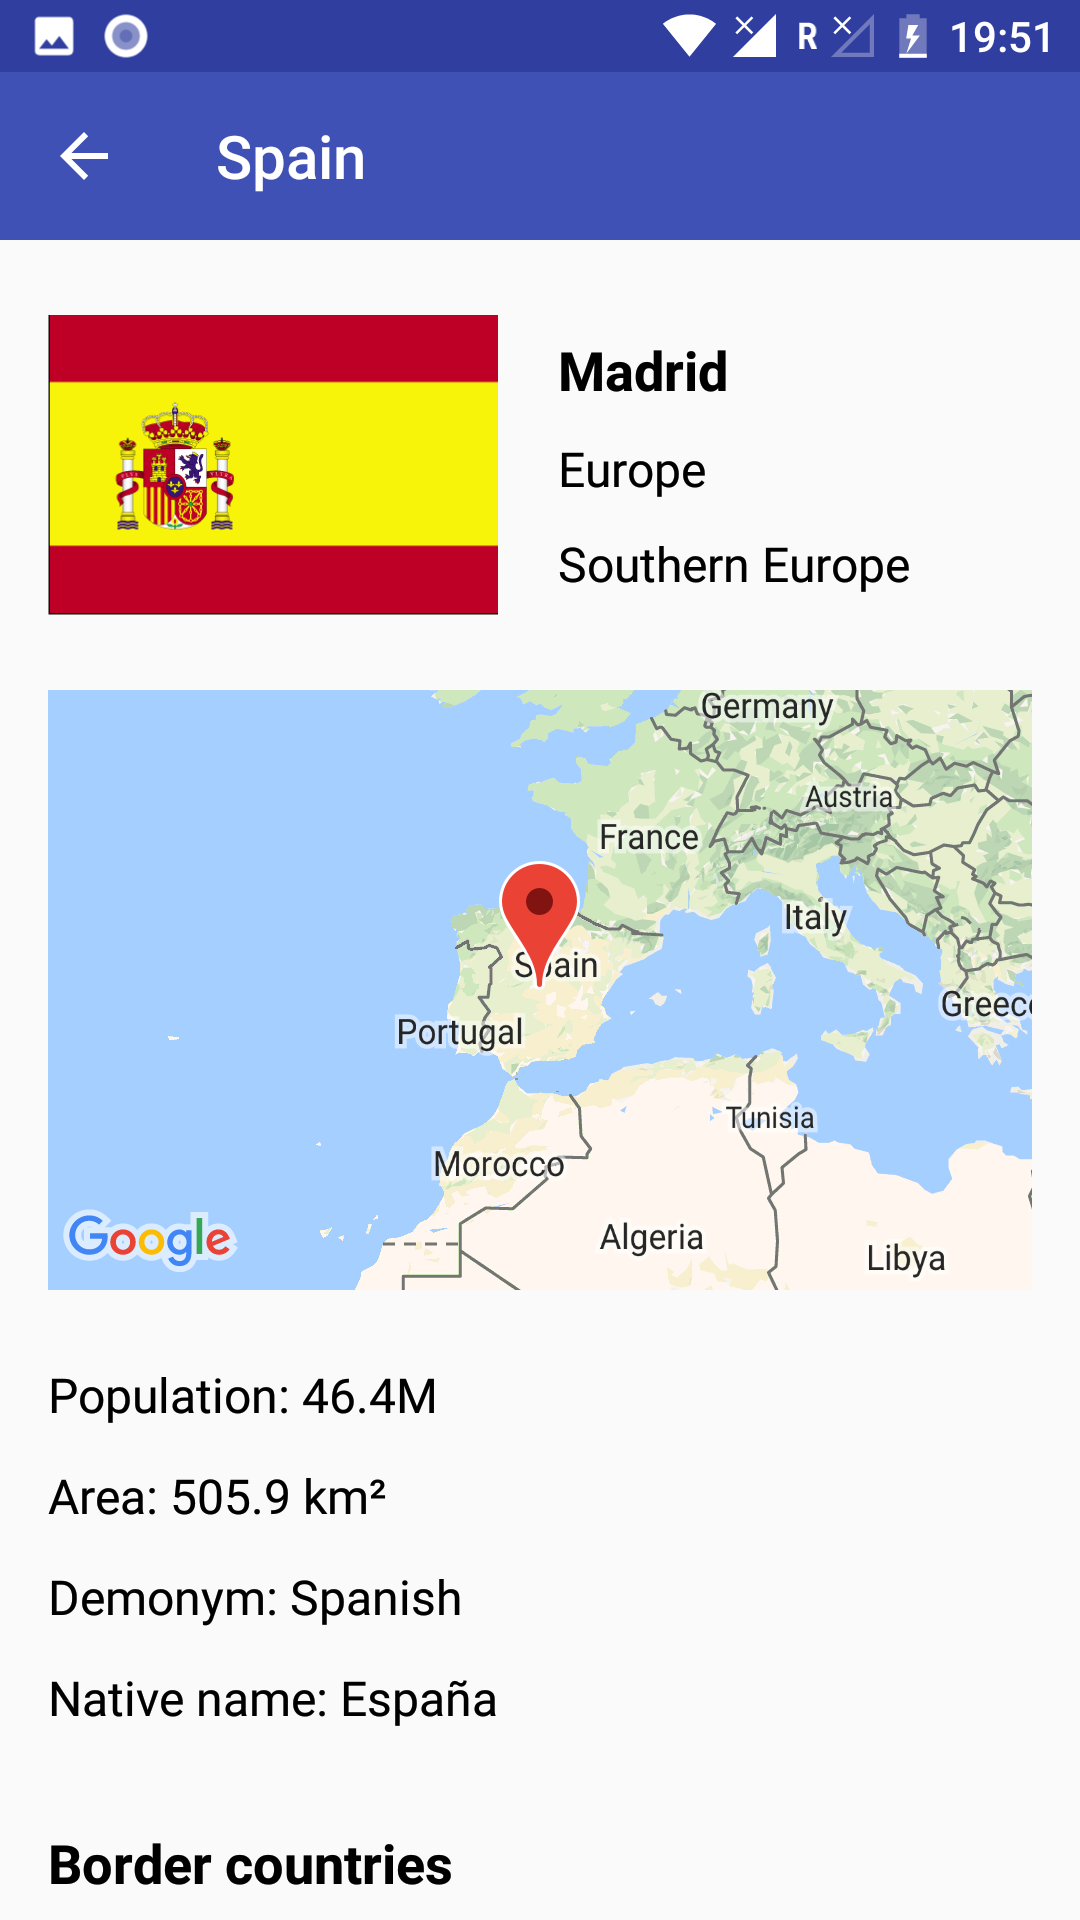 R 19:51
Spain
Madrid
Europe
Southern Europe
Germany
Austria
France
Italy
Spain
Greec
Portugal
Tunisia
Morocco
Google
Algeria
Libya
Population: 46.4M
Area: 505.9 km²
Demonym: Spanish
Native name: España
Border countries